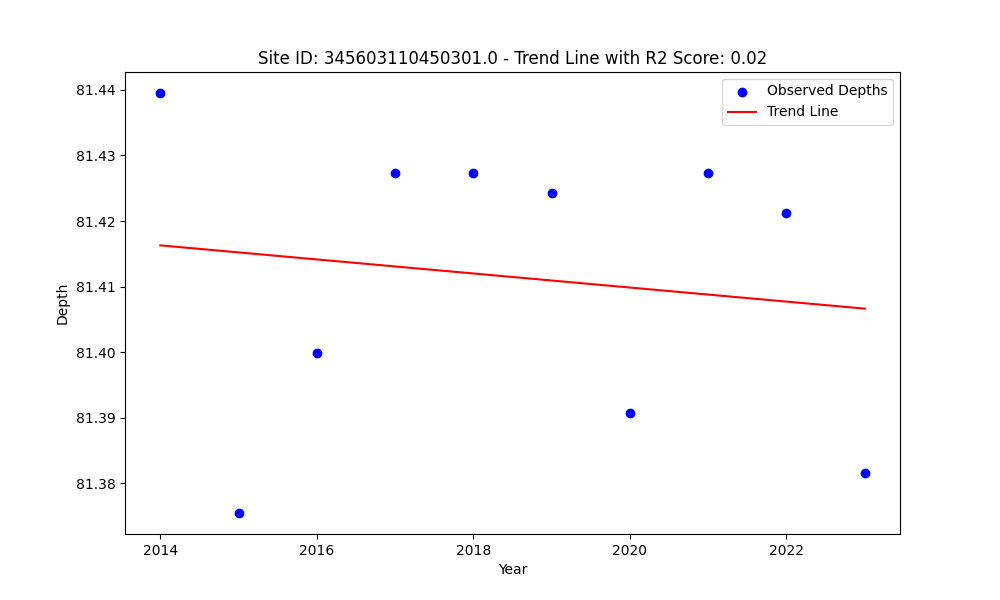 Site ID: 345603110450301.0 - Trend Line with R2 Score: 0.02
Observed Depths
Trend Line
81.44
81.43
81.42
81.41
81.40
81.39
81.38
Depth
2014
2016
2018
2020
2022
Year